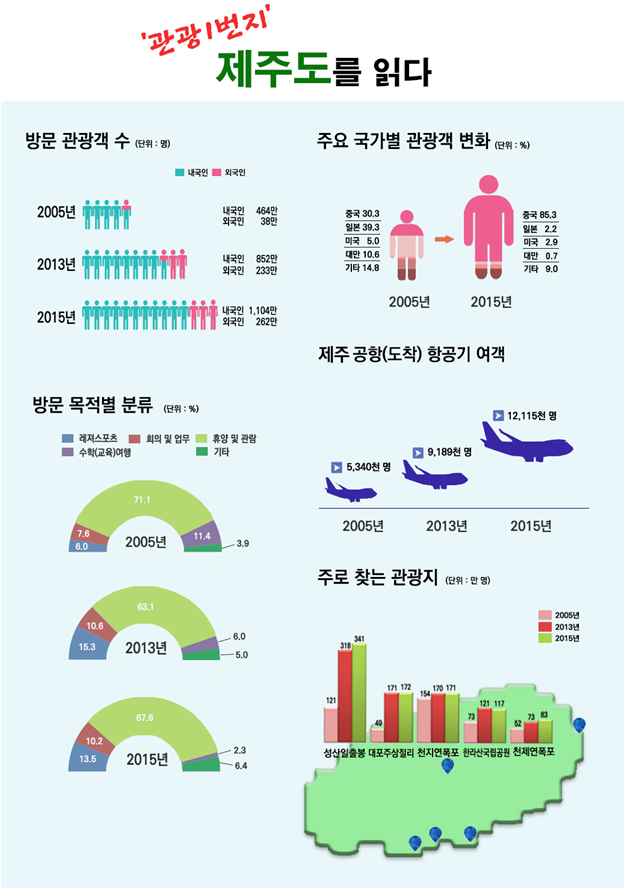 '관광1번지'
제주도를 읽다
방문 관광객 수 (단위 : 명)
내국인 외국인
2005년
내국인 464만
외국인 38만
2013년
내국인 852만
외국인 233만
2015년
내국인 1,104만
외국인 262만
주요 국가별 관광객 변화 (단위 : %)
중국 30.3
일본 39.3
미국 5.0
대만 10.6
기타 14.8
2005년
중국 85.3
일본 2.2
미국 2.9
대만 0.7
기타 9.0
2015년
제주 공항(도착) 항공기 여객
5,340천 명
9,189천 명
12,115천 명
2005년 2013년 2015년
방문 목적별 분류 (단위 : %)
레져스포츠 회의 및 업무 휴양 및 관람
수학(교육)여행 기타
71.1
7.6
6.0
11.4
3.9
2005년
63.1
10.6
15.3
6.0
5.0
2013년
67.6
10.2
13.5
2.3
6.4
2015년
주로 찾는 관광지 (단위 : 만 명)
2005년
2013년
2015년
121 318 341
49 171 172
154 170 171
73 121 117
52 73 83
성산일출봉 대포주상절리 천지연폭포 한라산국립공원 천제연폭포